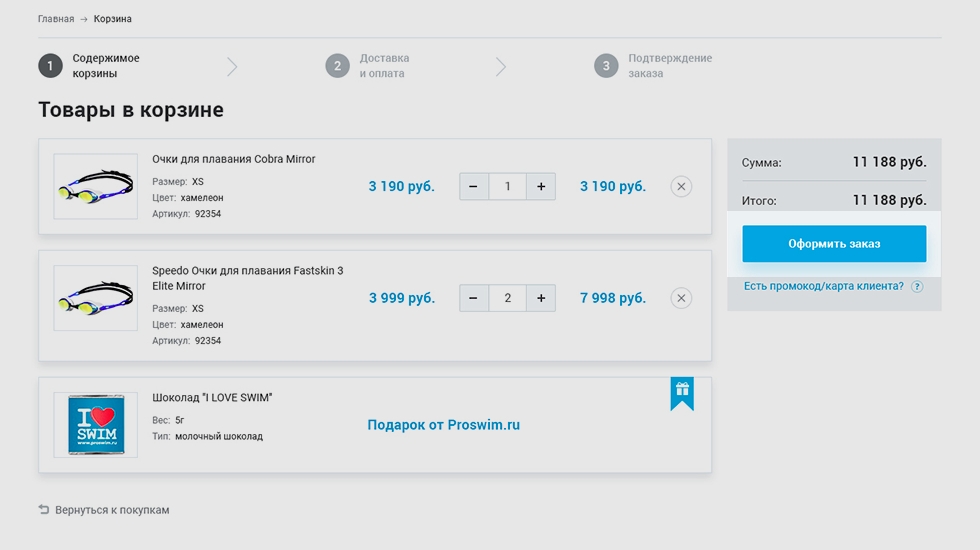 Главная → Корзина
1 Содержимое
корзины
2 Доставка
и оплата
3 Подтверждение
заказа
Товары в корзине
Очки для плавания Cobra Mirror
Размер: XS
Цвет: хамелеон
Артикул: 92354
3 190 руб.
− 1 +
3 190 руб.
Speedo Очки для плавания Fastskin 3
Elite Mirror
Размер: XS
Цвет: хамелеон
Артикул: 92354
3 999 руб.
− 2 +
7 998 руб.
I SWIM
www.proswim.ru
Шоколад "I LOVE SWIM"
Вес: 5г
Тип: молочный шоколад
Подарок от Proswim.ru
Сумма: 11 188 руб.
Итого: 11 188 руб.
Оформить заказ
Есть промокод/карта клиента? ?
Вернуться к покупкам